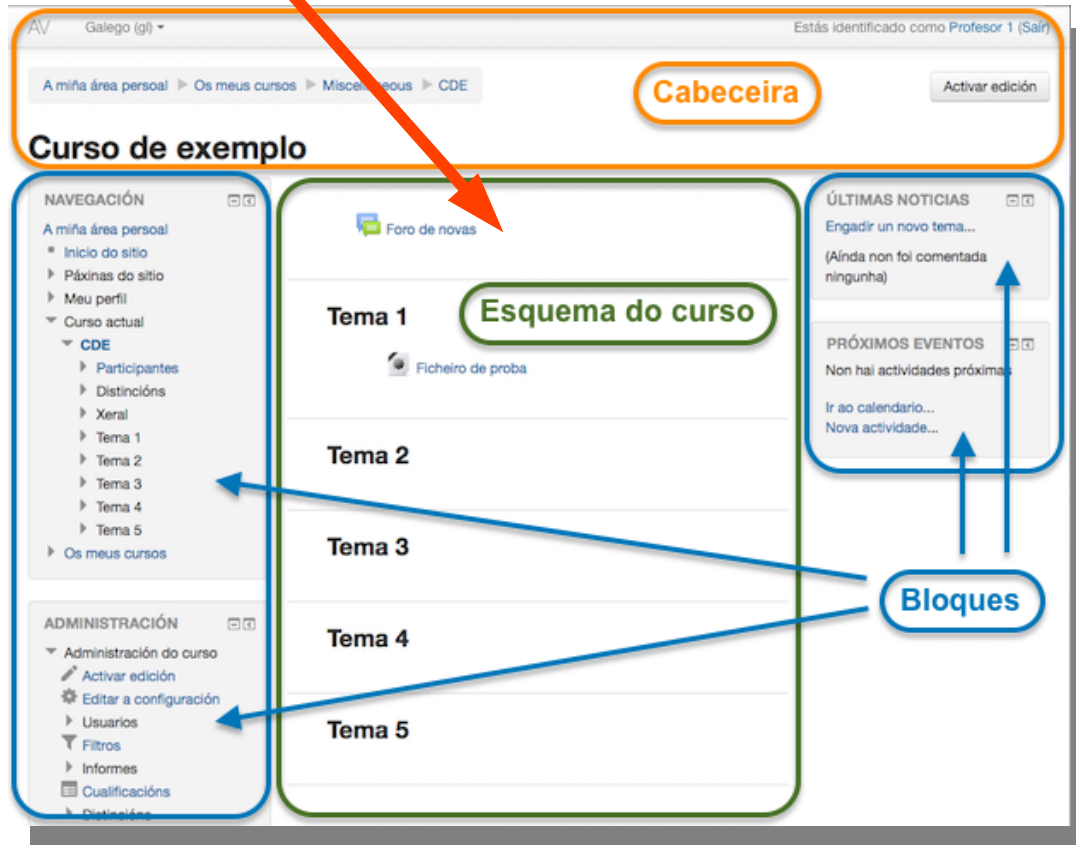 AV Galego (gl)
Estás identificado como Profesor 1 (Saír)
A miña área persoal Os meus cursos Miscellaneous CDE
Cabeceira
Activar edición
Curso de exemplo
NAVEGACIÓN
A miña área persoal
Inicio do sitio
Páxinas do sitio
Meu perfil
Curso actual
CDE
Participantes
Distincións
Xeral
Tema 1
Tema 2
Tema 3
Tema 4
Tema 5
Os meus cursos
ADMINISTRACIÓN
Administración do curso
Activar edición
Editar a configuración
Usuarios
Filtros
Informes
Cualificacións
Distincións
Foro de novas
Tema 1
Esquema do curso
Ficheiro de proba
Tema 2
Tema 3
Tema 4
Tema 5
ÚLTIMAS NOTICIAS
Engadir un novo tema...
(Aínda non foi comentada
ningunha)
PRÓXIMOS EVENTOS
Non hai actividades próximas
Ir ao calendario...
Nova actividade...
Bloques